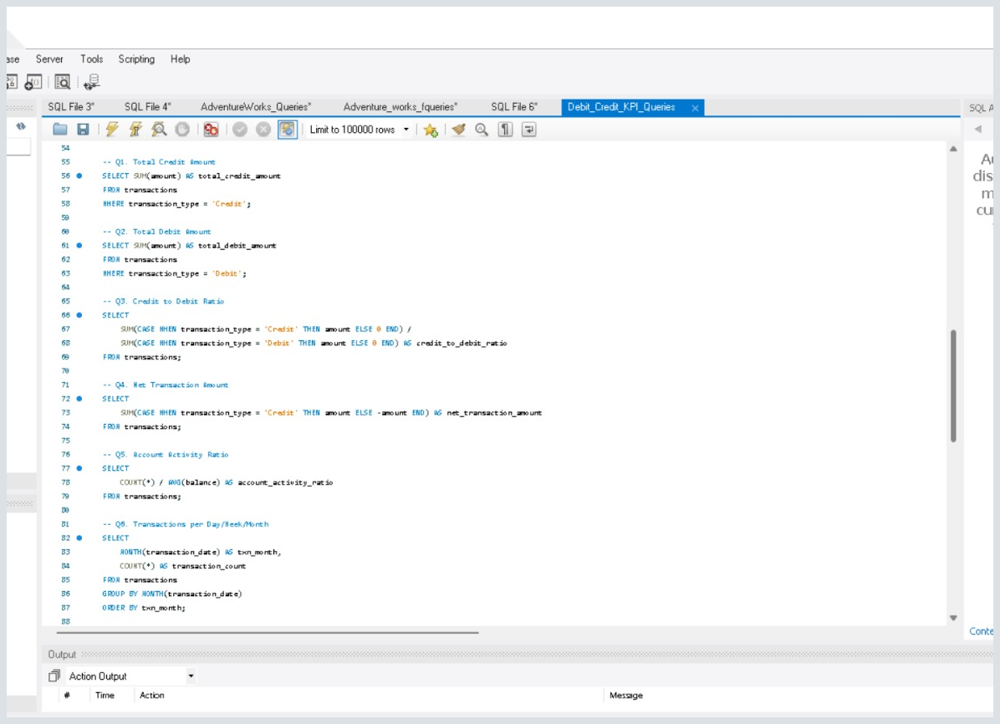 ase Server Tools Scripting Help
SQL File 3* SQL File 4* AdventureWorks_Queries* Adventure_works_fqueries* SQL File 6* Debit_Credit_KPI_Queries SQL A
Limit to 100000 rows
54
55 -- Q1. Total Credit Amount
56 SELECT SUM(amount) AS total_credit_amount
57 FROM transactions
58 WHERE transaction_type = 'Credit';
59
60 -- Q2. Total Debit Amount
61 SELECT SUM(amount) AS total_debit_amount
62 FROM transactions
63 WHERE transaction_type = 'Debit';
64
65 -- Q3. Credit to Debit Ratio
66 SELECT
67 SUM(CASE WHEN transaction_type = 'Credit' THEN amount ELSE 0 END) /
68 SUM(CASE WHEN transaction_type = 'Debit' THEN amount ELSE 0 END) AS credit_to_debit_ratio
69 FROM transactions;
70
71 -- Q4. Net Transaction Amount
72 SELECT
73 SUM(CASE WHEN transaction_type = 'Credit' THEN amount ELSE -amount END) AS net_transaction_amount
74 FROM transactions;
75
76 -- Q5. Account Activity Ratio
77 SELECT
78 COUNT(*) / AVG(balance) AS account_activity_ratio
79 FROM transactions;
80
81 -- Q6. Transactions per Day/Week/Month
82 SELECT
83 MONTH(transaction_date) AS txn_month,
84 COUNT(*) AS transaction_count
85 FROM transactions
86 GROUP BY MONTH(transaction_date)
87 ORDER BY txn_month;
88
Au
dis
m
cu
Conte
Output
Action Output
# Time Action Message